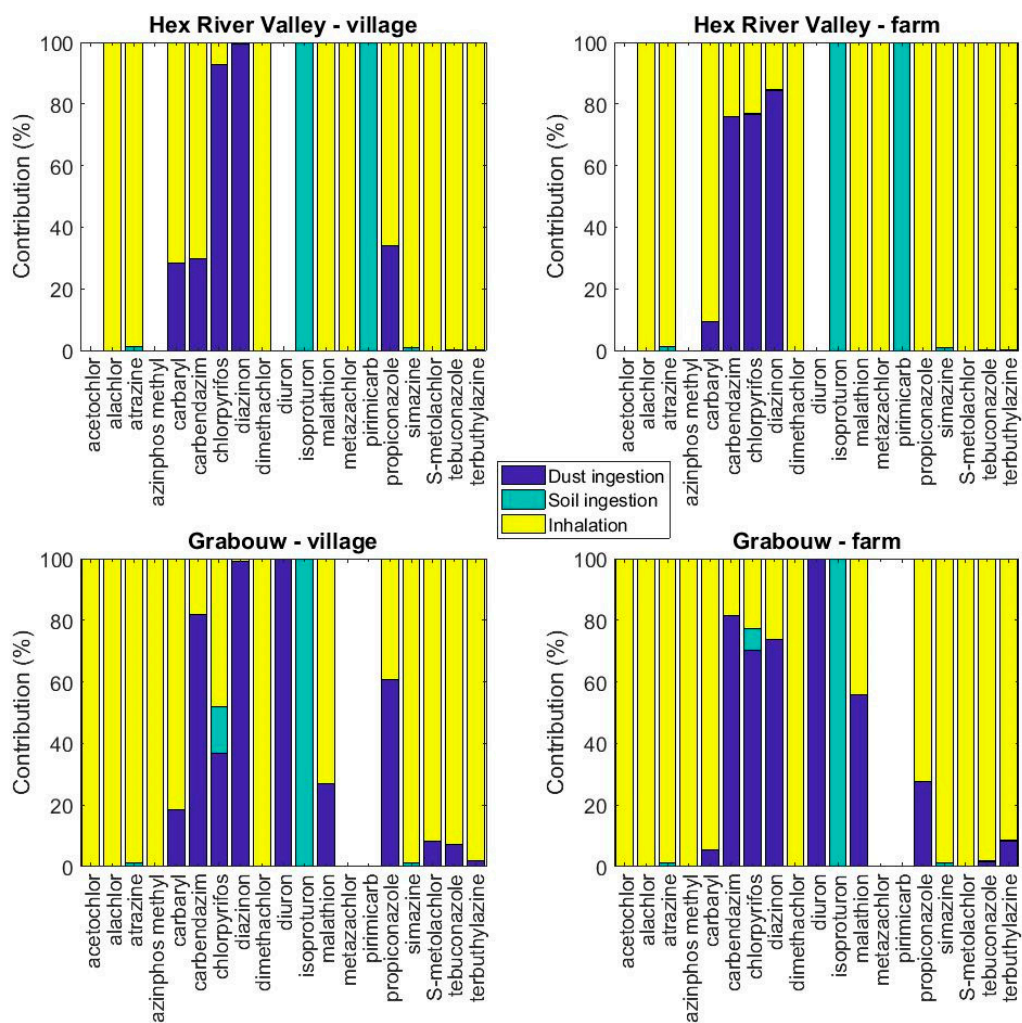 Hex River Valley - village
Contribution (%)
100
80
60
40
20
0
acetochlor
alachlor
atrazine
azinphos methyl
carbaryl
carbendazim
chlorpyrifos
diazinon
dimethachlor
diuron
isoproturon
malathion
metazachlor
pirimicarb
propiconazole
simazine
S-metolachlor
tebuconazole
terbuthylazine
Hex River Valley - farm
Contribution (%)
100
80
60
40
20
0
acetochlor
alachlor
atrazine
azinphos methyl
carbaryl
carbendazim
chlorpyrifos
diazinon
dimethachlor
diuron
isoproturon
malathion
metazachlor
pirimicarb
propiconazole
simazine
S-metolachlor
tebuconazole
terbuthylazine
Dust ingestion
Soil ingestion
Inhalation
Grabouw - village
Contribution (%)
100
80
60
40
20
0
acetochlor
alachlor
atrazine
azinphos methyl
carbaryl
carbendazim
chlorpyrifos
diazinon
dimethachlor
diuron
isoproturon
malathion
metazachlor
pirimicarb
propiconazole
simazine
S-metolachlor
tebuconazole
terbuthylazine
Grabouw - farm
Contribution (%)
100
80
60
40
20
0
acetochlor
alachlor
atrazine
azinphos methyl
carbaryl
carbendazim
chlorpyrifos
diazinon
dimethachlor
diuron
isoproturon
malathion
metazachlor
pirimicarb
propiconazole
simazine
S-metolachlor
tebuconazole
terbuthylazine